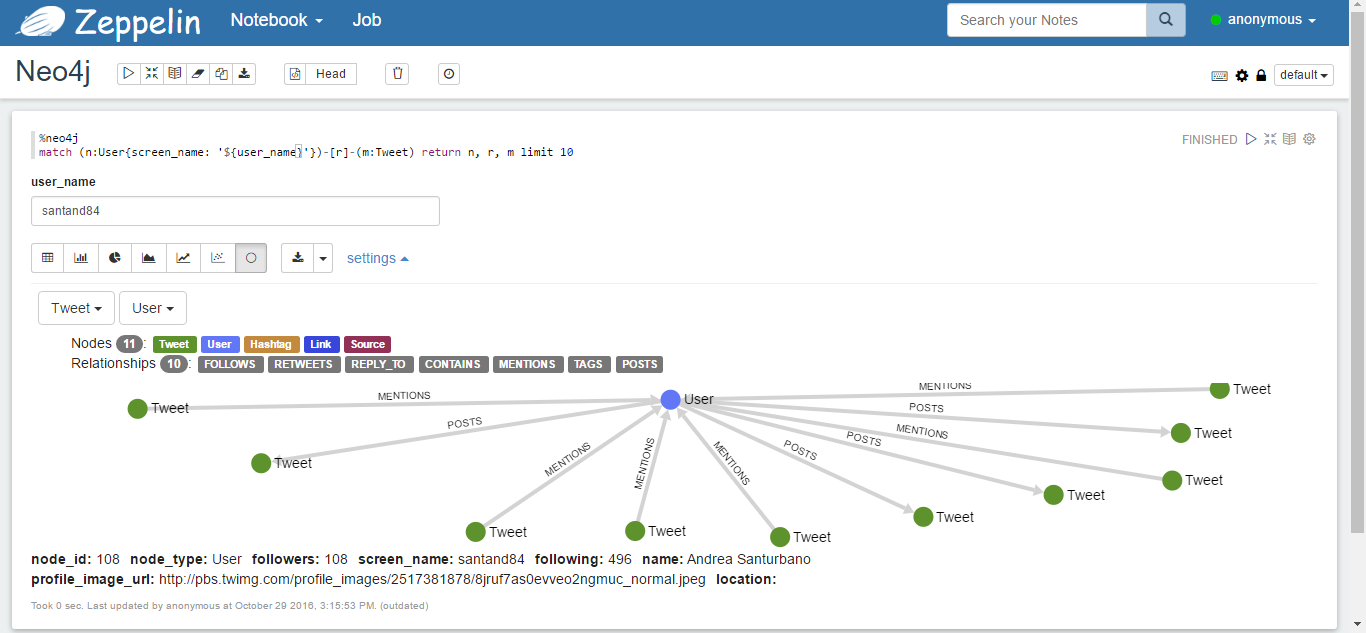 Zeppelin Notebook Job Search your Notes anonymous
Neo4j Head default
%neo4j
match (n:User{screen_name: '${user_name}'})-[r]-(m:Tweet) return n, r, m limit 10
FINISHED
user_name
santand84
settings
Tweet User
Nodes 11 : Tweet User Hashtag Link Source
Relationships 10 : FOLLOWS RETWEETS REPLY_TO CONTAINS MENTIONS TAGS POSTS
MENTIONS Tweet
User
MENTIONS
Tweet
POSTS
POSTS
MENTIONS
Tweet
POSTS
POSTS
Tweet
MENTIONS
MENTIONS
MENTIONS
Tweet
Tweet
Tweet
Tweet
Tweet
Tweet
node_id: 108 node_type: User followers: 108 screen_name: santand84 following: 496 name: Andrea Santurbano
profile_image_url: http://pbs.twimg.com/profile_images/2517381878/8jruf7as0evveo2ngmuc_normal.jpeg location:
Took 0 sec. Last updated by anonymous at October 29 2016, 3:15:53 PM. (outdated)